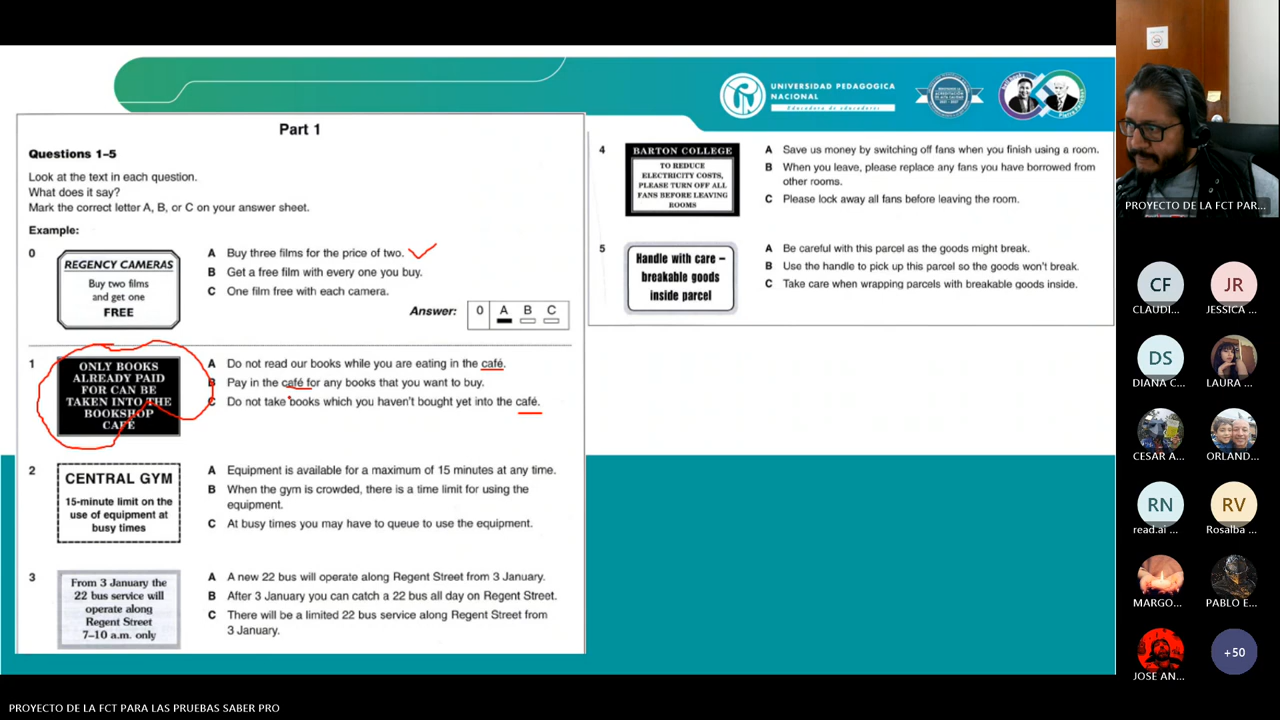 UNIVERSIDAD PEDAGOGICA
NACIONAL
Educadora de educadores
Part 1
Questions 1–5
Look at the text in each question.
What does it say?
Mark the correct letter A, B, or C on your answer sheet.
Example:
0
REGENCY CAMERAS
Buy two films
and get one
FREE
A Buy three films for the price of two.
B Get a free film with every one you buy.
C One film free with each camera.
Answer: 0 A B C
1
ONLY BOOKS
ALREADY PAID
FOR CAN BE
TAKEN INTO THE
BOOKSHOP
CAFÉ
A Do not read our books while you are eating in the café.
B Pay in the café for any books that you want to buy.
C Do not take books which you haven't bought yet into the café.
2
CENTRAL GYM
15-minute limit on the
use of equipment at
busy times
A Equipment is available for a maximum of 15 minutes at any time.
B When the gym is crowded, there is a time limit for using the
equipment.
C At busy times you may have to queue to use the equipment.
3
From 3 January the
22 bus service will
operate along
Regent Street
7–10 a.m. only
A A new 22 bus will operate along Regent Street from 3 January.
B After 3 January you can catch a 22 bus all day on Regent Street.
C There will be a limited 22 bus service along Regent Street from
3 January.
4
BARTON COLLEGE
TO REDUCE
ELECTRICITY COSTS,
PLEASE TURN OFF ALL
FANS BEFORE LEAVING
ROOMS
A Save us money by switching off fans when you finish using a room.
B When you leave, please replace any fans you have borrowed from
other rooms.
C Please lock away all fans before leaving the room.
5
Handle with care –
breakable goods
inside parcel
A Be careful with this parcel as the goods might break.
B Use the handle to pick up this parcel so the goods won't break.
C Take care when wrapping parcels with breakable goods inside.
PROYECTO DE LA FCT PAR...
CF
CLAUDI...
JR
JESSICA ...
DS
DIANA C...
LAURA ...
CESAR A...
ORLAND...
RN
read.ai ...
RV
Rosalba ...
MARGO...
PABLO E...
JOSE AN...
+50
PROYECTO DE LA FCT PARA LAS PRUEBAS SABER PRO